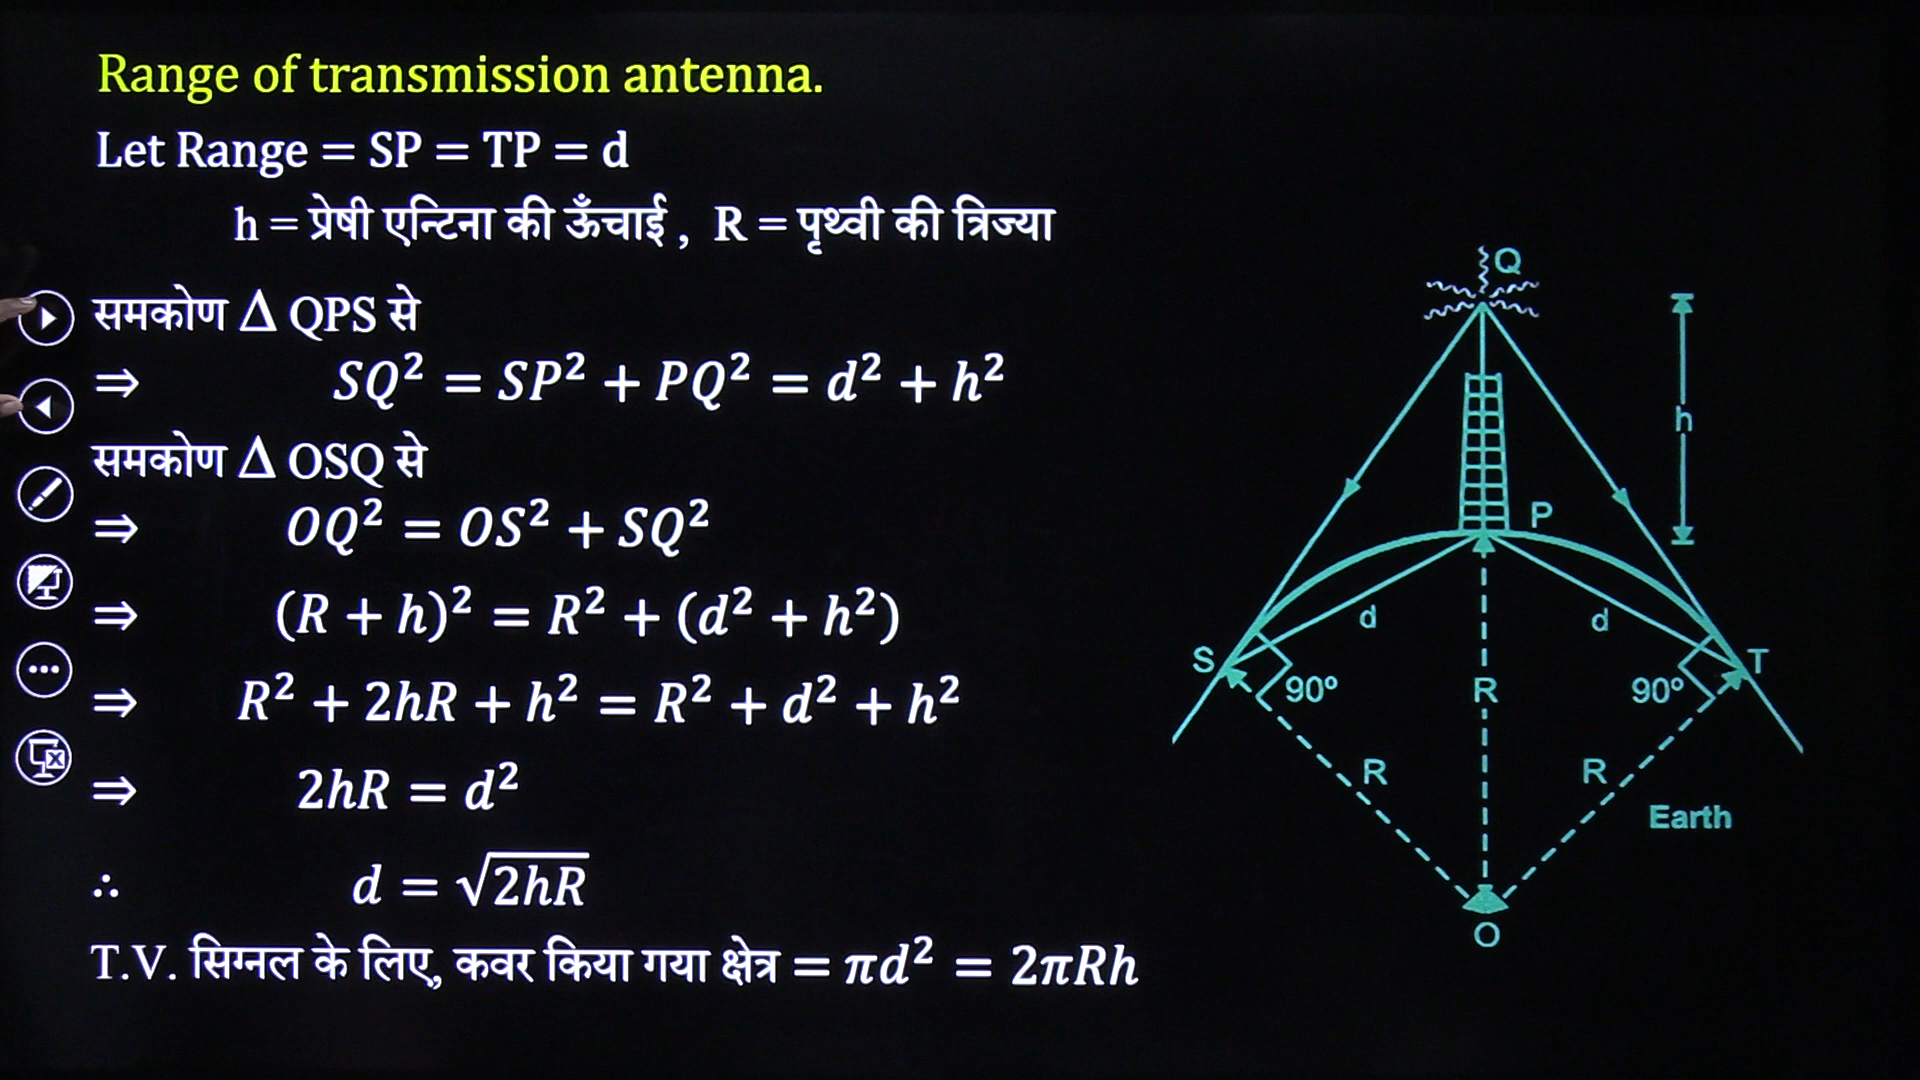 Range of transmission antenna.
Let Range = SP = TP = d
h = प्रेषी एन्टिना की ऊँचाई , R = पृथ्वी की त्रिज्या
समकोण Δ QPS से
⇒ SQ² = SP² + PQ² = d² + h²
समकोण Δ OSQ से
⇒ OQ² = OS² + SQ²
⇒ (R + h)² = R² + (d² + h²)
⇒ R² + 2hR + h² = R² + d² + h²
⇒ 2hR = d²
∴ d = √2hR
T.V. सिग्नल के लिए, कवर किया गया क्षेत्र = πd² = 2πRh
Q
h
P
d d
S T
90º R 90º
R R
Earth
O